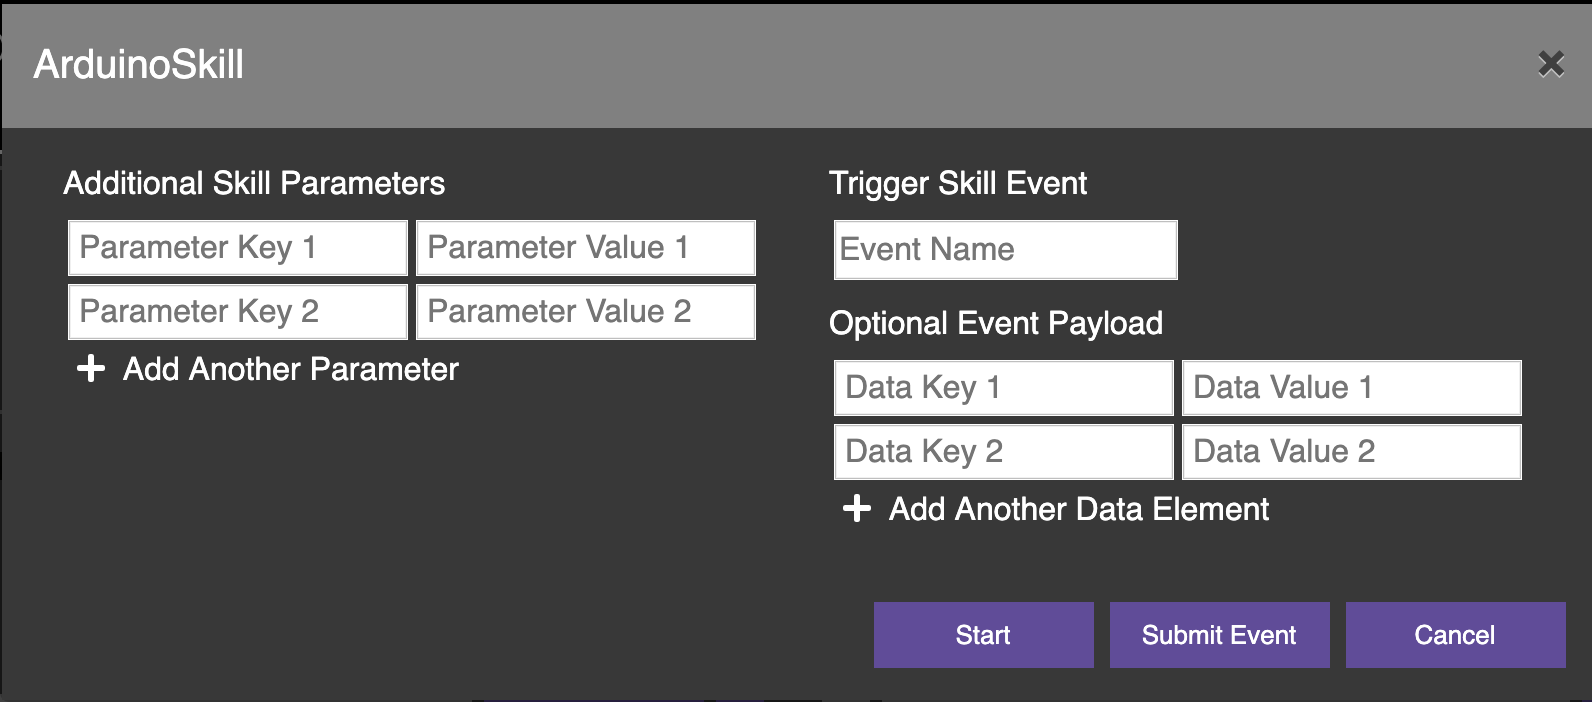 ArduinoSkill
Additional Skill Parameters
Parameter Key 1 Parameter Value 1
Parameter Key 2 Parameter Value 2
Add Another Parameter
Trigger Skill Event
Event Name
Optional Event Payload
Data Key 1 Data Value 1
Data Key 2 Data Value 2
Add Another Data Element
Start Submit Event Cancel